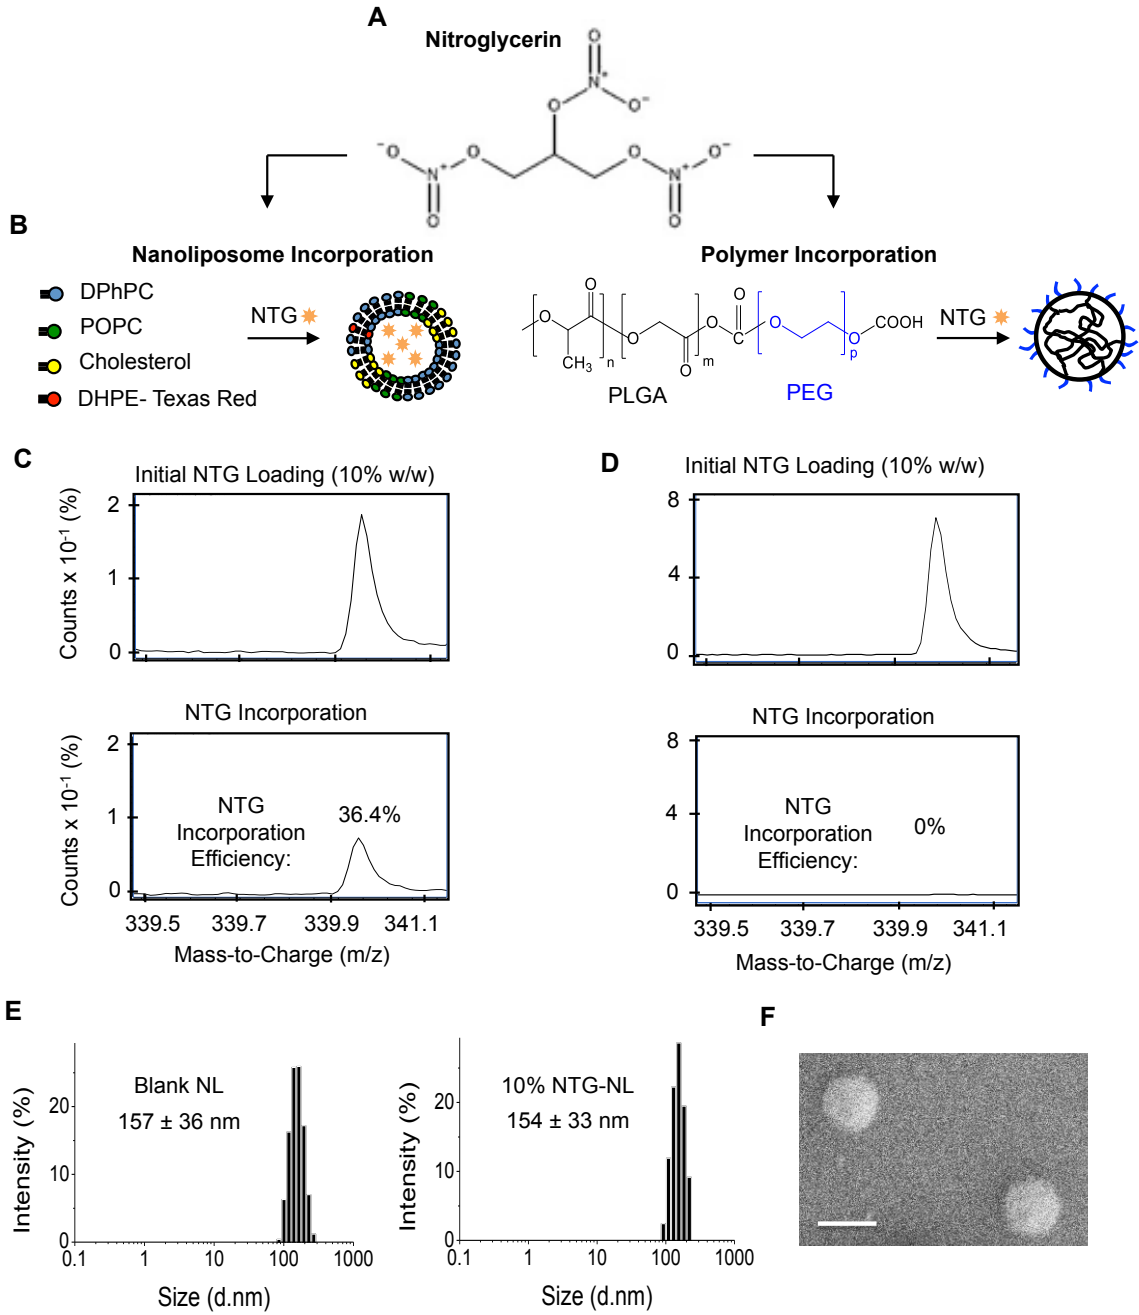 A
Nitroglycerin
O
N⁺
O
O⁻
⁻O
O
N⁺
O
O
O⁻
N⁺
O
B
Nanoliposome Incorporation
Polymer Incorporation
DPhPC
POPC
Cholesterol
DHPE- Texas Red
NTG
O
O
CH₃
n
O
O
m
O
O
C
O
O
p
COOH
PLGA
PEG
NTG
C
Initial NTG Loading (10% w/w)
Counts x 10⁻¹ (%)
2
1
0
NTG Incorporation
Counts x 10⁻¹ (%)
2
1
0
NTG
Incorporation
Efficiency:
36.4%
339.5 339.7 339.9 341.1
Mass-to-Charge (m/z)
D
Initial NTG Loading (10% w/w)
8
4
0
NTG Incorporation
8
4
0
NTG
Incorporation
Efficiency:
0%
339.5 339.7 339.9 341.1
Mass-to-Charge (m/z)
E
Intensity (%)
20
10
0
Blank NL
157 ± 36 nm
0.1 1 10 100 1000
Size (d.nm)
Intensity (%)
20
10
0
10% NTG-NL
154 ± 33 nm
0.1 1 10 100 1000
Size (d.nm)
F